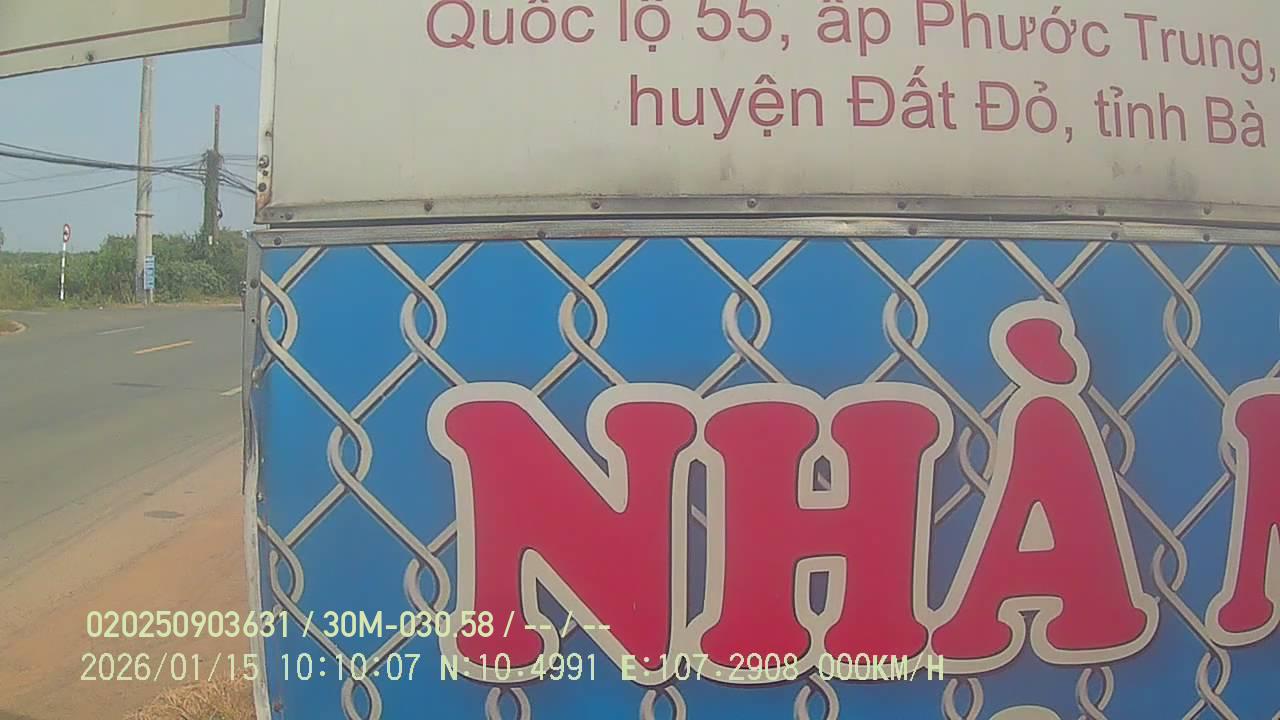 Quốc lộ 55, ấp Phước Trung,
huyện Đất Đỏ, tỉnh Bà
NHÀ
020250903631 / 30M-030.58 / -- / --
2026/01/15 10:10:07 N:10.4991 E:107.2908 000KM/H